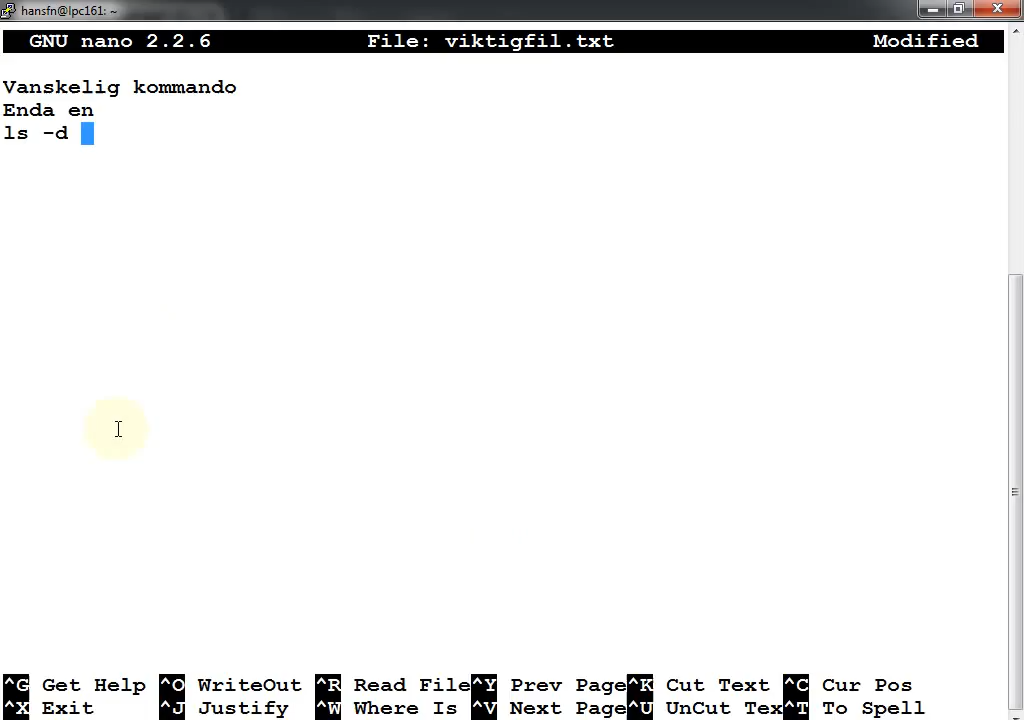 hansfn@lpc161: ~
GNU nano 2.2.6 File: viktigfil.txt Modified
Vanskelig kommando
Enda en
ls -d
^G Get Help ^O WriteOut ^R Read File ^Y Prev Page ^K Cut Text ^C Cur Pos
^X Exit ^J Justify ^W Where Is ^V Next Page ^U UnCut Tex ^T To Spell